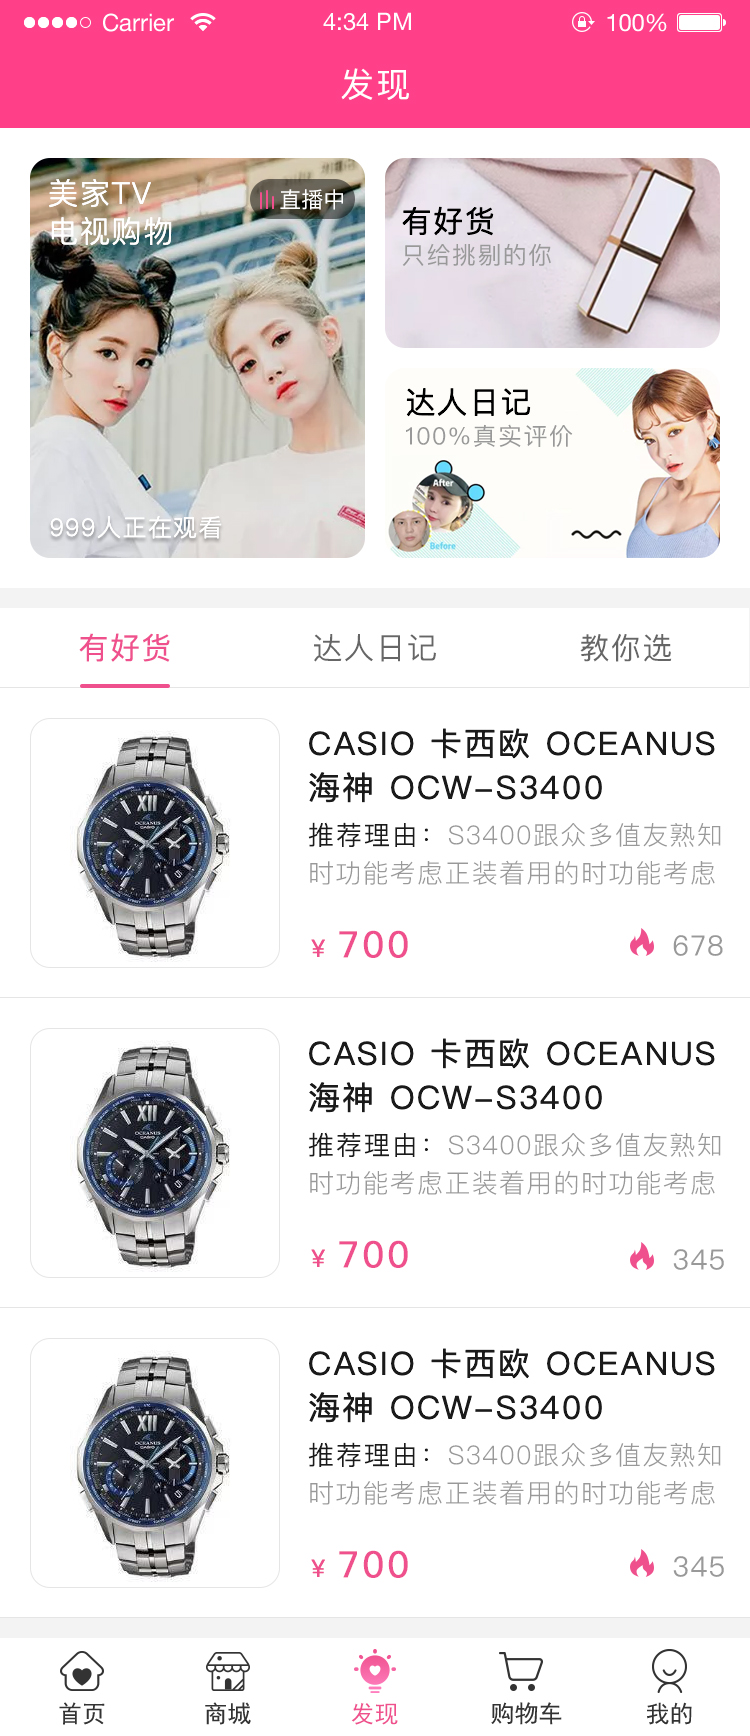 Carrier 4:34 PM 100%
发现
美家TV
电视购物
直播中
999人正在观看
有好货
只给挑剔的你
达人日记
100%真实评价
After
Before
有好货 达人日记 教你选
CASIO 卡西欧 OCEANUS
海神 OCW-S3400
推荐理由：S3400跟众多值友熟知
时功能考虑正装着用的时功能考虑
¥ 700 678
CASIO 卡西欧 OCEANUS
海神 OCW-S3400
推荐理由：S3400跟众多值友熟知
时功能考虑正装着用的时功能考虑
¥ 700 345
CASIO 卡西欧 OCEANUS
海神 OCW-S3400
推荐理由：S3400跟众多值友熟知
时功能考虑正装着用的时功能考虑
¥ 700 345
首页 商城 发现 购物车 我的